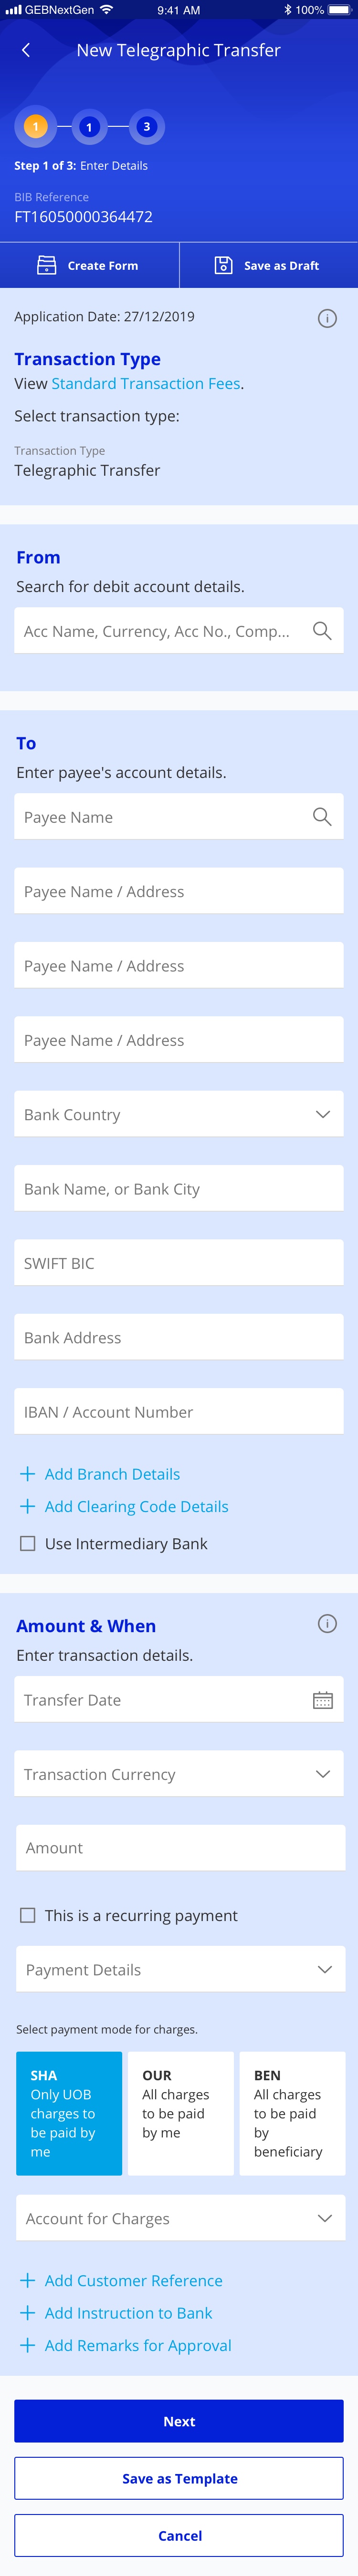 GEBNextGen 9:41 AM 100%
New Telegraphic Transfer
1 1 3
Step 1 of 3: Enter Details
BIB Reference
FT16050000364472
Create Form Save as Draft
Application Date: 27/12/2019
Transaction Type
View Standard Transaction Fees.
Select transaction type:
Transaction Type
Telegraphic Transfer
From
Search for debit account details.
Acc Name, Currency, Acc No., Comp...
To
Enter payee's account details.
Payee Name
Payee Name / Address
Payee Name / Address
Payee Name / Address
Bank Country
Bank Name, or Bank City
SWIFT BIC
Bank Address
IBAN / Account Number
Add Branch Details
Add Clearing Code Details
Use Intermediary Bank
Amount & When
Enter transaction details.
Transfer Date
Transaction Currency
Amount
This is a recurring payment
Payment Details
Select payment mode for charges.
SHA
Only UOB
charges to
be paid by
me
OUR
All charges
to be paid
by me
BEN
All charges
to be paid
by
beneficiary
Account for Charges
Add Customer Reference
Add Instruction to Bank
Add Remarks for Approval
Next
Save as Template
Cancel